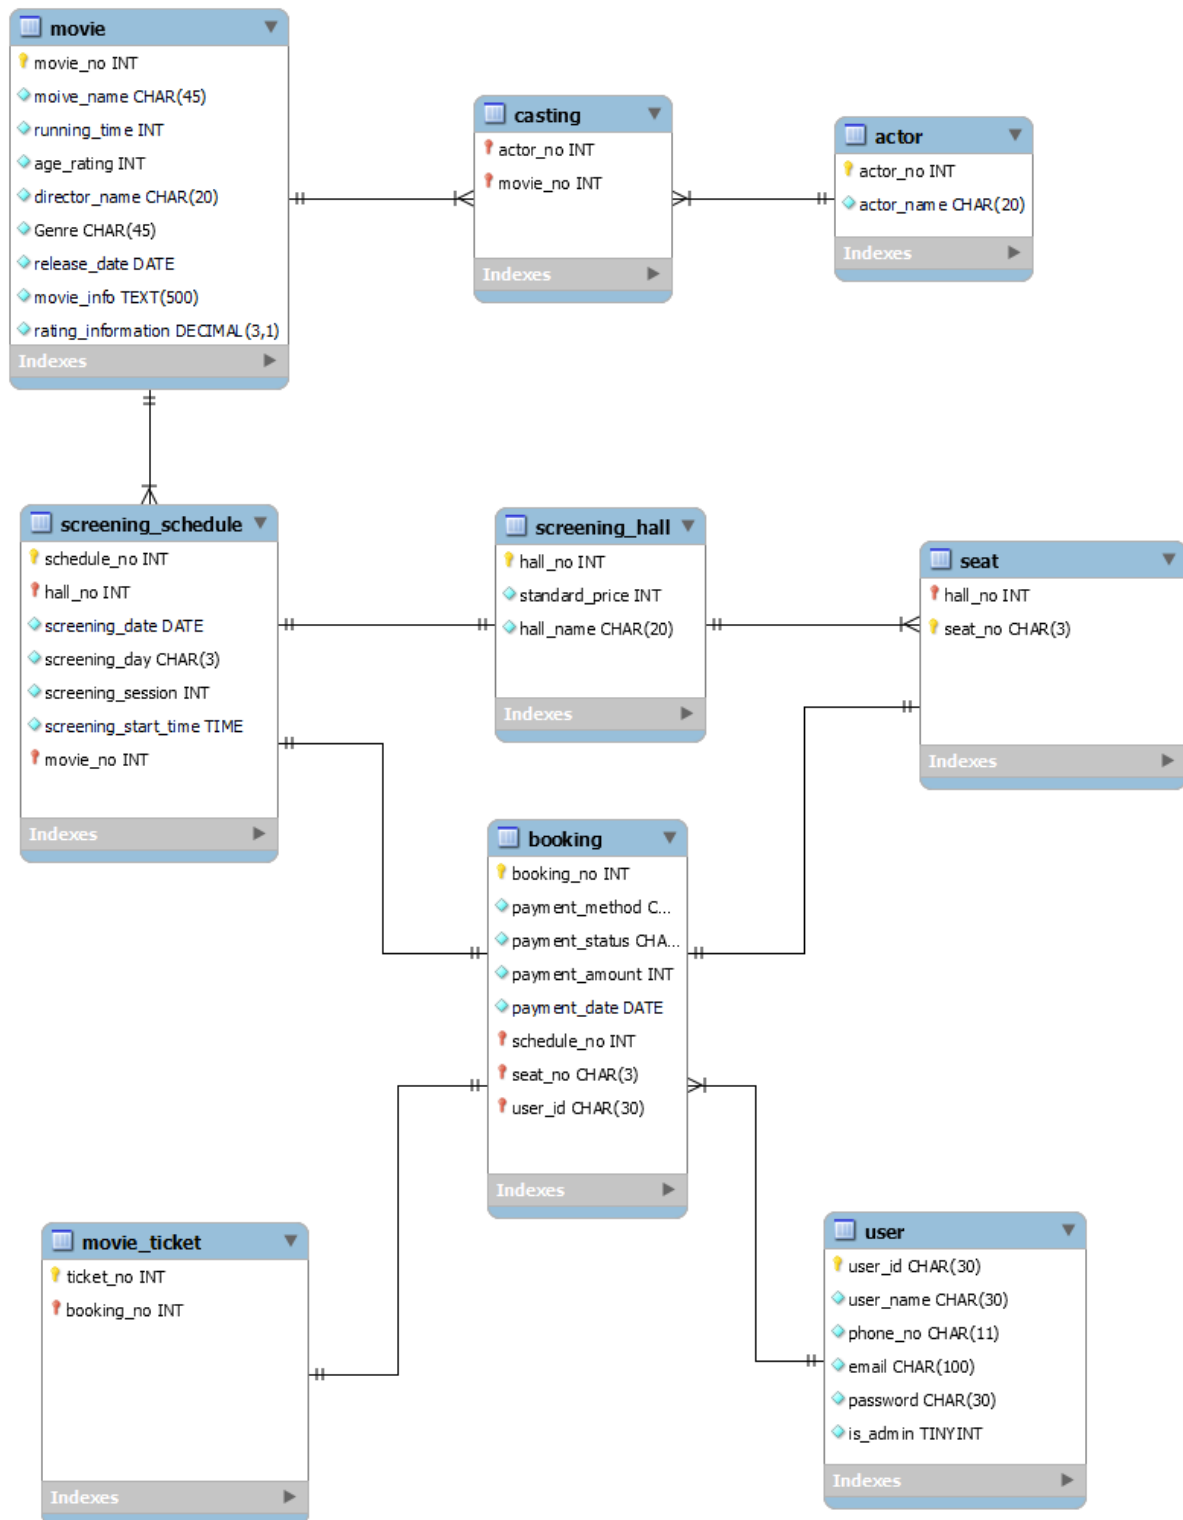 movie
movie_no INT
moive_name CHAR(45)
running_time INT
age_rating INT
director_name CHAR(20)
Genre CHAR(45)
release_date DATE
movie_info TEXT(500)
rating_information DECIMAL(3,1)
Indexes
casting
actor_no INT
movie_no INT
Indexes
actor
actor_no INT
actor_name CHAR(20)
Indexes
screening_schedule
schedule_no INT
hall_no INT
screening_date DATE
screening_day CHAR(3)
screening_session INT
screening_start_time TIME
movie_no INT
Indexes
screening_hall
hall_no INT
standard_price INT
hall_name CHAR(20)
Indexes
seat
hall_no INT
seat_no CHAR(3)
Indexes
booking
booking_no INT
payment_method C...
payment_status CHA...
payment_amount INT
payment_date DATE
schedule_no INT
seat_no CHAR(3)
user_id CHAR(30)
Indexes
movie_ticket
ticket_no INT
booking_no INT
Indexes
user
user_id CHAR(30)
user_name CHAR(30)
phone_no CHAR(11)
email CHAR(100)
password CHAR(30)
is_admin TINYINT
Indexes